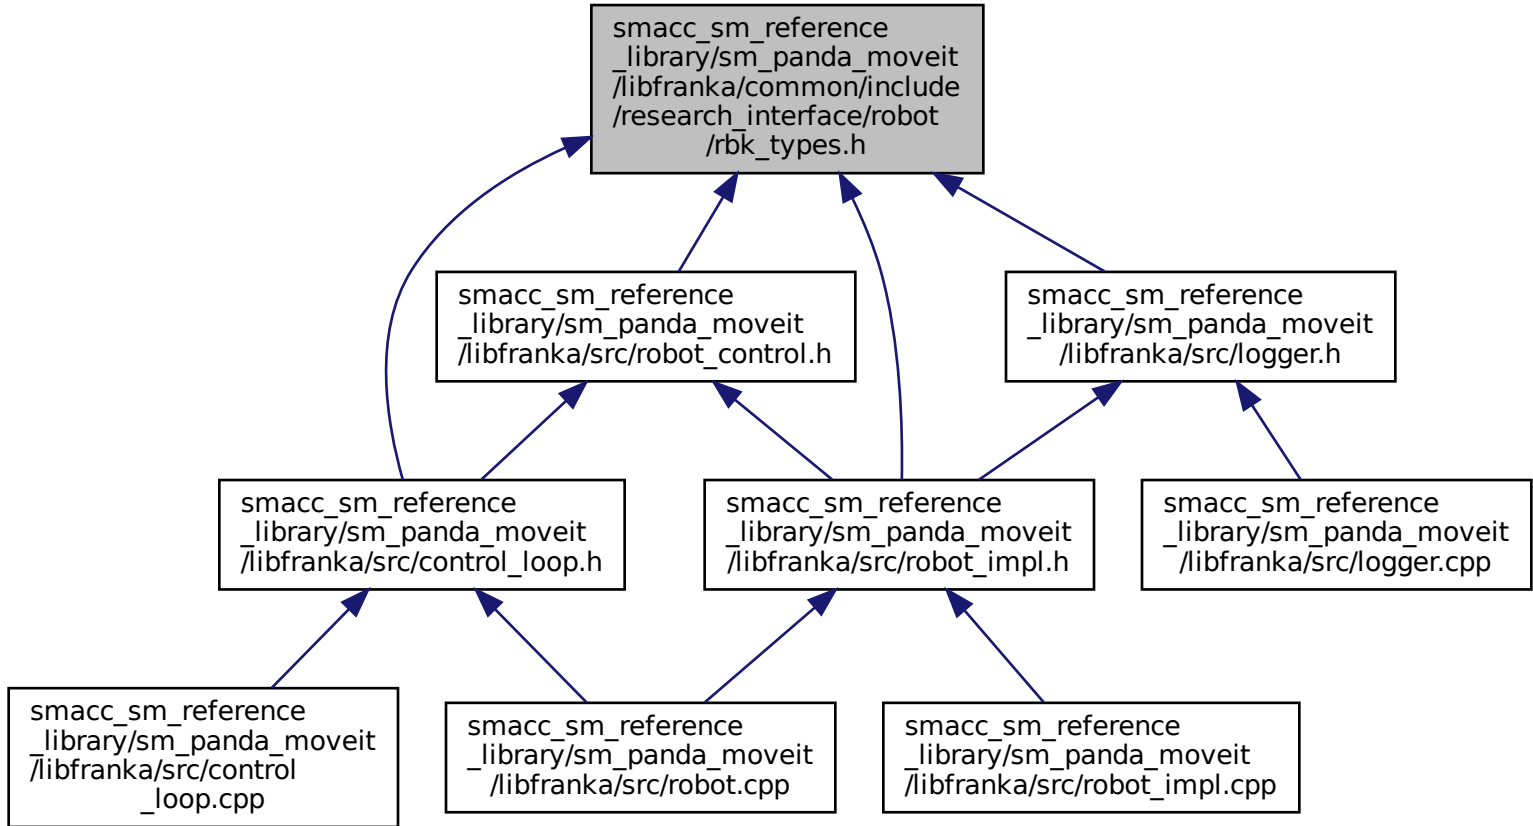 smacc_sm_reference
_library/sm_panda_moveit
/libfranka/common/include
/research_interface/robot
/rbk_types.h
smacc_sm_reference
_library/sm_panda_moveit
/libfranka/src/robot_control.h
smacc_sm_reference
_library/sm_panda_moveit
/libfranka/src/logger.h
smacc_sm_reference
_library/sm_panda_moveit
/libfranka/src/control_loop.h
smacc_sm_reference
_library/sm_panda_moveit
/libfranka/src/robot_impl.h
smacc_sm_reference
_library/sm_panda_moveit
/libfranka/src/logger.cpp
smacc_sm_reference
_library/sm_panda_moveit
/libfranka/src/control
_loop.cpp
smacc_sm_reference
_library/sm_panda_moveit
/libfranka/src/robot.cpp
smacc_sm_reference
_library/sm_panda_moveit
/libfranka/src/robot_impl.cpp